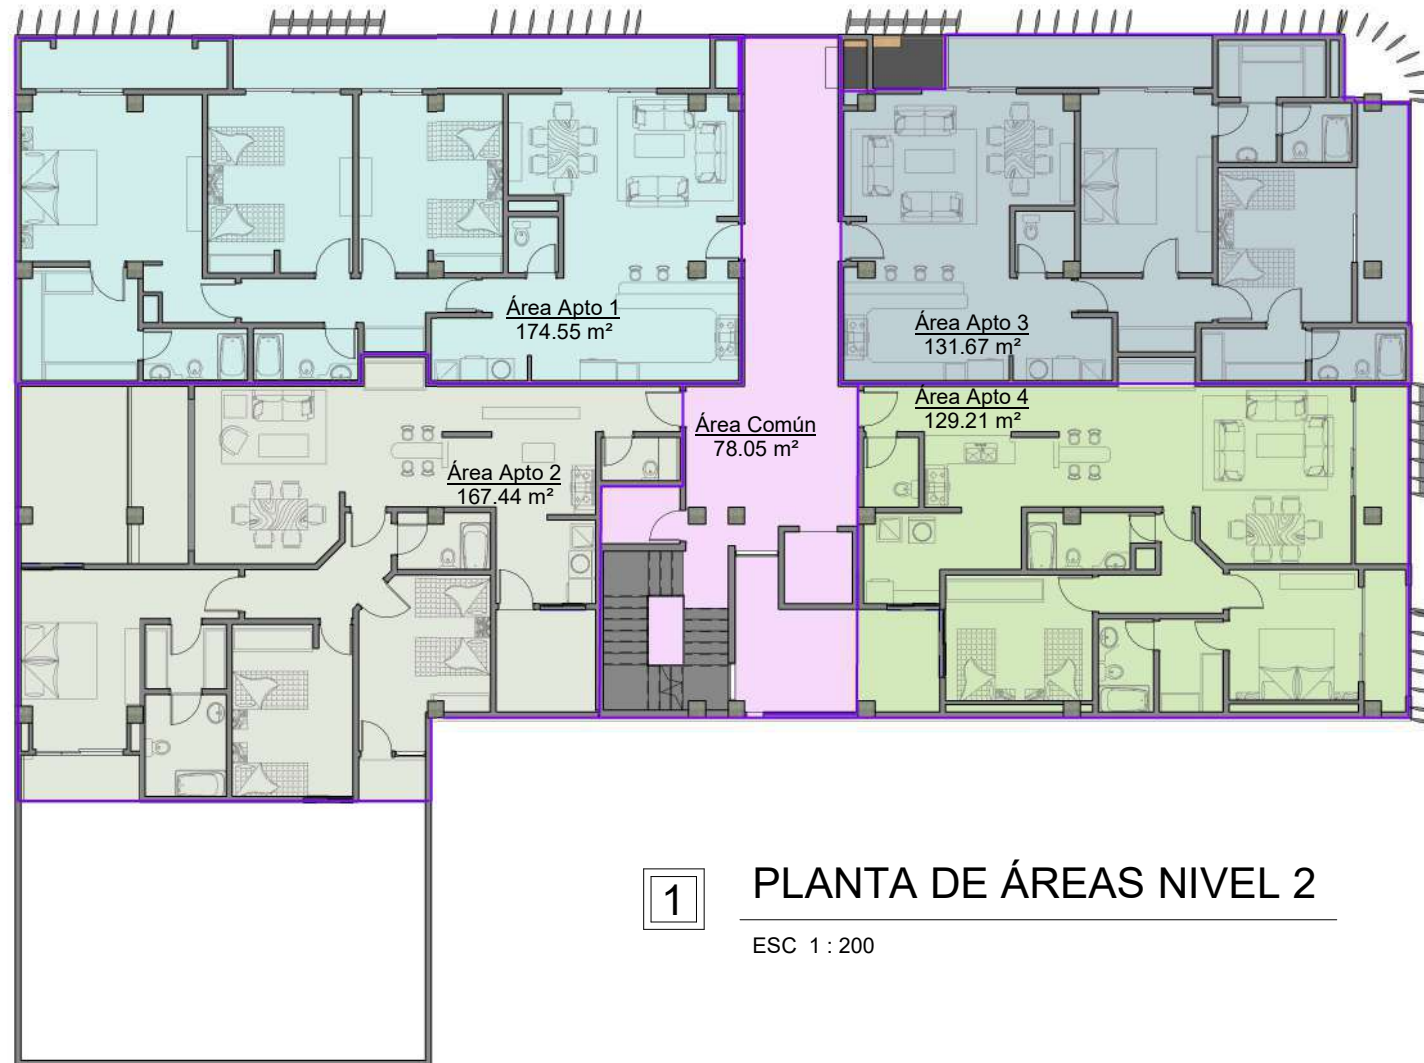 Área Apto 1
174.55 m²
Área Apto 3
131.67 m²
Área Apto 4
129.21 m²
Área Común
78.05 m²
Área Apto 2
167.44 m²
1
PLANTA DE ÁREAS NIVEL 2
ESC 1 : 200